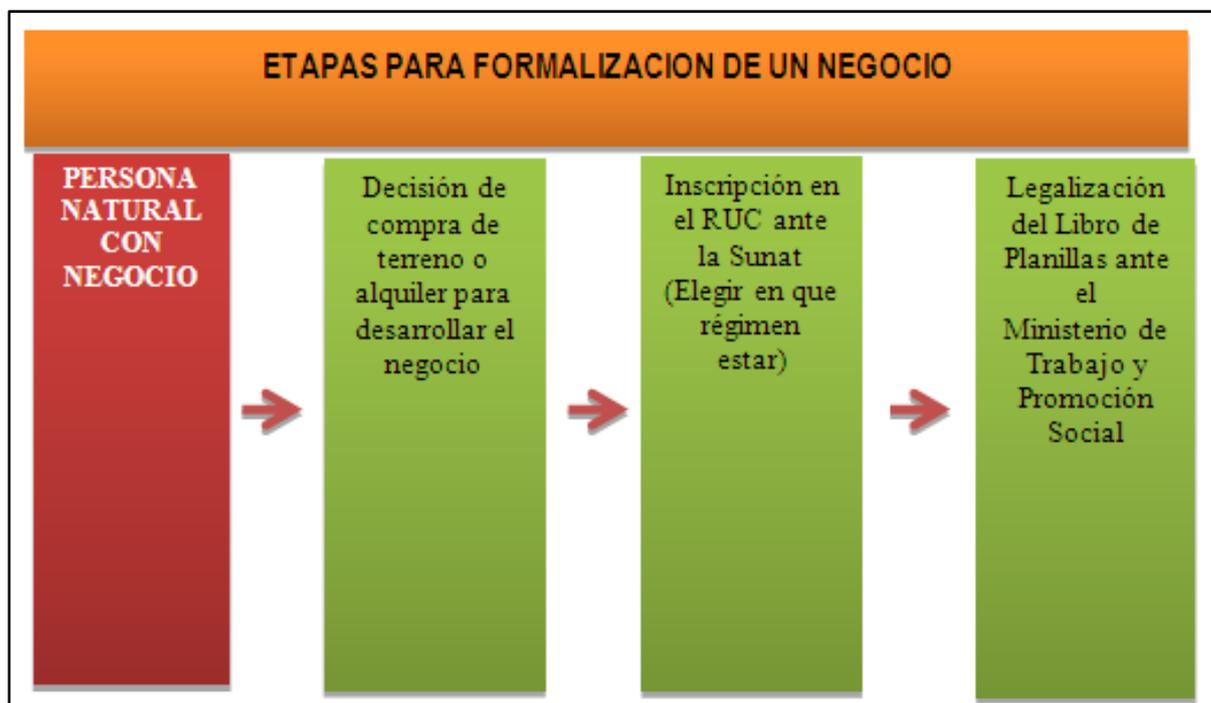 ETAPAS PARA FORMALIZACION DE UN NEGOCIO
PERSONA
NATURAL
CON
NEGOCIO
Decisión de
compra de
terreno o
alquiler para
desarrollar el
negocio
Inscripción en
el RUC ante
la Sunat
(Elegir en que
régimen
estar)
Legalización
del Libro de
Planillas ante
el
Ministerio de
Trabajo y
Promoción
Social